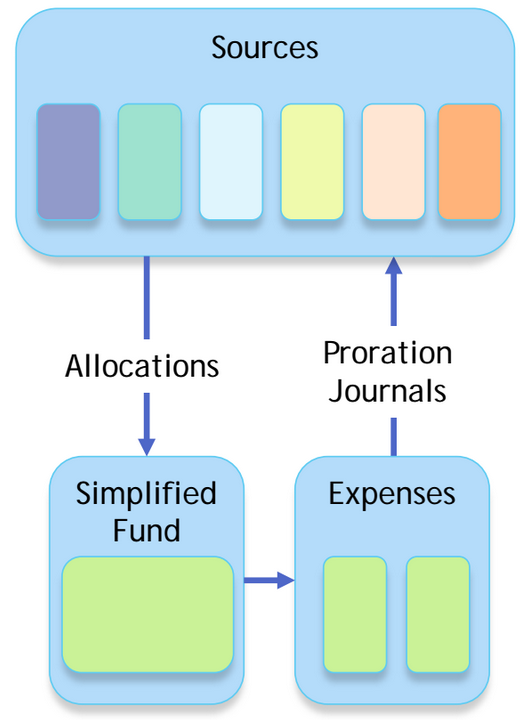 Sources
Allocations
Proration
Journals
Simplified
Fund
Expenses